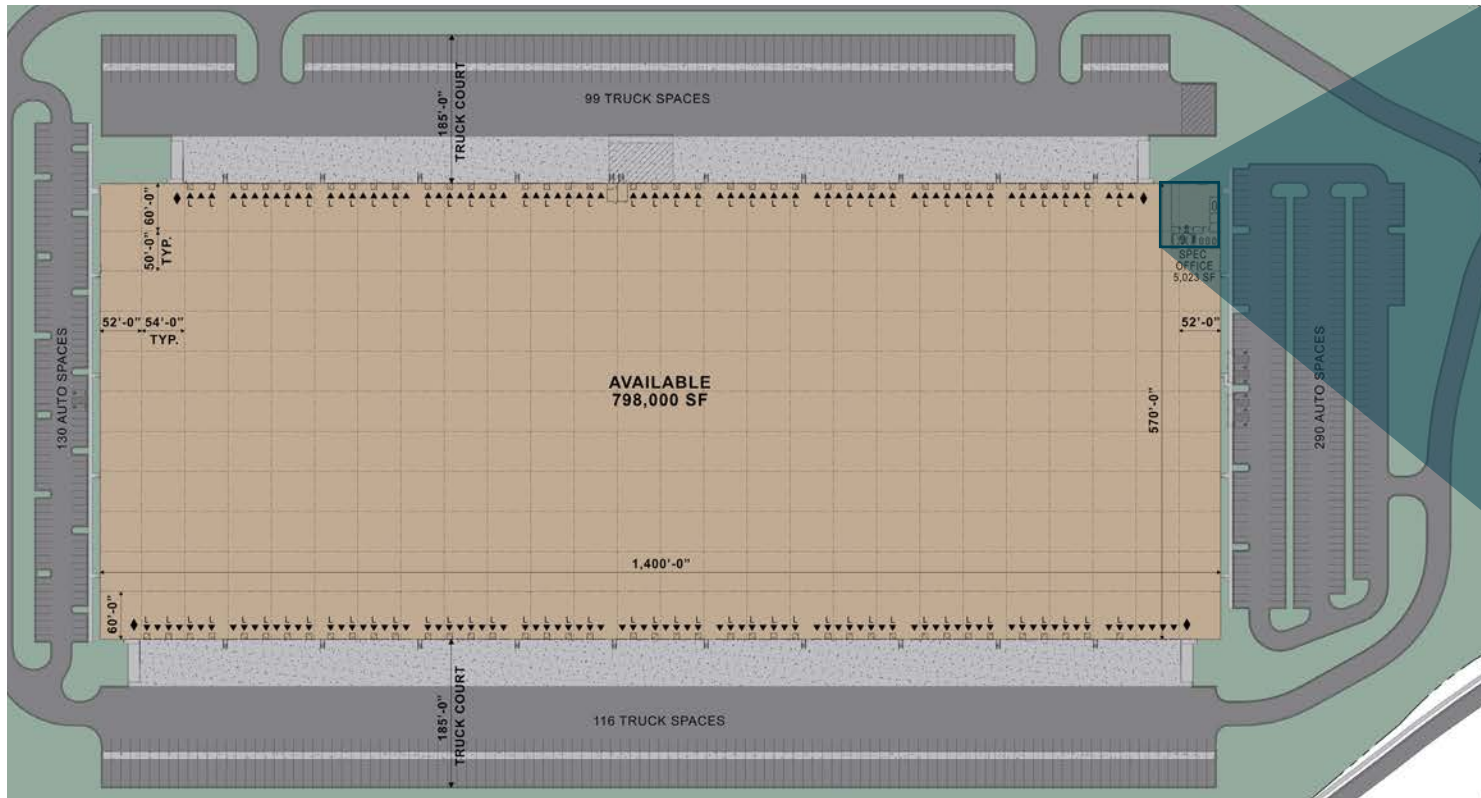 99 TRUCK SPACES
185'-0"
TRUCK COURT
60'-0"
50'-0"
TYP.
SPEC
OFFICE
5,023 SF
52'-0" 54'-0"
TYP.
52'-0"
130 AUTO SPACES
AVAILABLE
798,000 SF
570'-0"
290 AUTO SPACES
1,400'-0"
60'-0"
116 TRUCK SPACES
185'-0"
TRUCK COURT